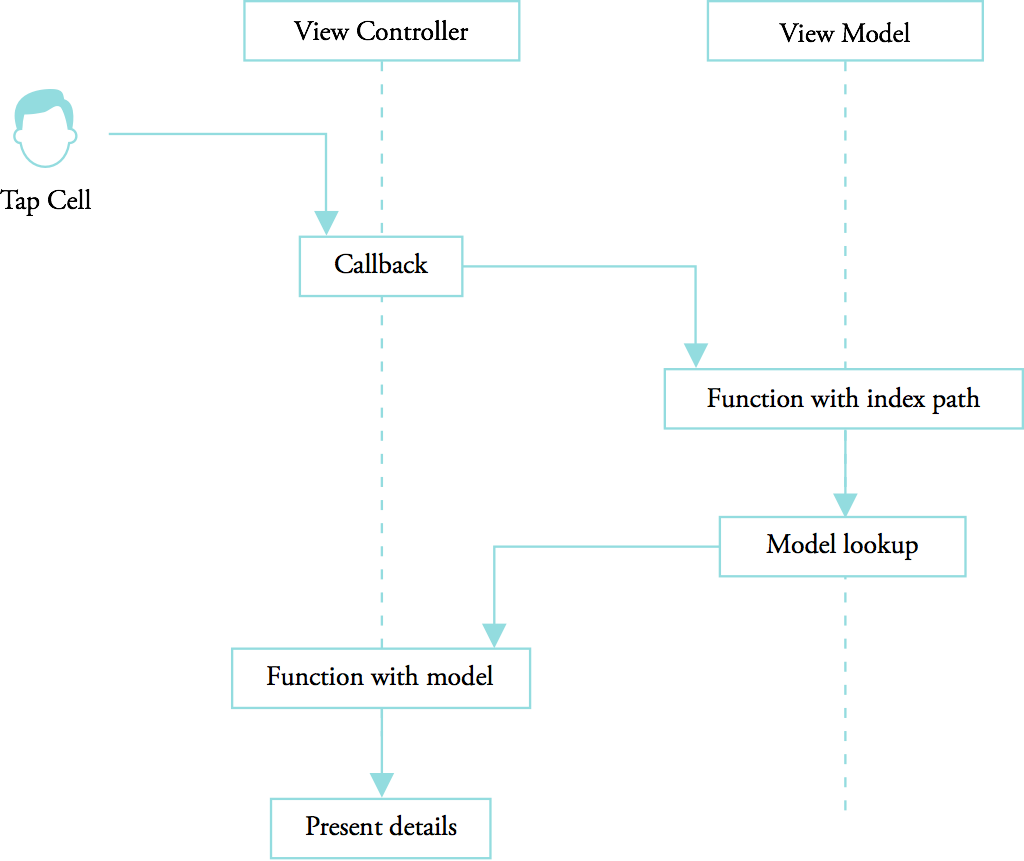 View Controller
View Model
Tap Cell
Callback
Function with index path
Model lookup
Function with model
Present details